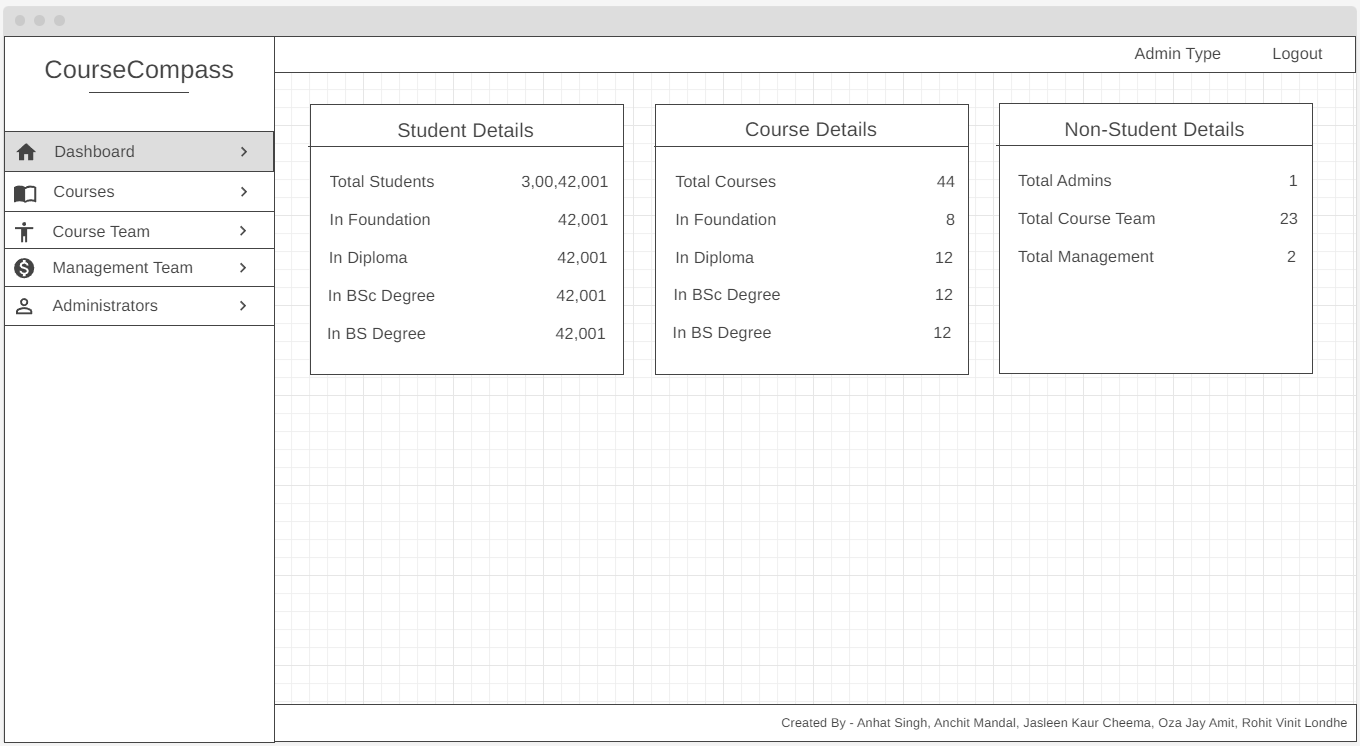 CourseCompass
Admin Type Logout
Dashboard
Courses
Course Team
Management Team
Administrators
Student Details
Total Students 3,00,42,001
In Foundation 42,001
In Diploma 42,001
In BSc Degree 42,001
In BS Degree 42,001
Course Details
Total Courses 44
In Foundation 8
In Diploma 12
In BSc Degree 12
In BS Degree 12
Non-Student Details
Total Admins 1
Total Course Team 23
Total Management 2
Created By - Anhat Singh, Anchit Mandal, Jasleen Kaur Cheema, Oza Jay Amit, Rohit Vinit Londhe